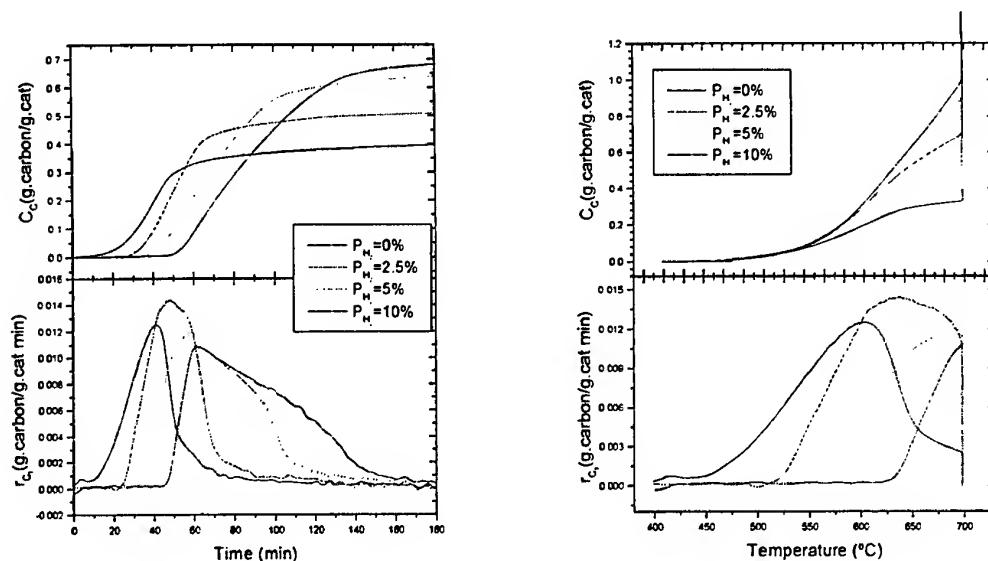 C_C(g.carbon/g.cat)
0.7
0.6
0.5
0.4
0.3
0.2
0.1
0.0
P_H=0%
P_H=2.5%
P_H=5%
P_H=10%
r_C,(g.carbon/g.cat min)
0.015
0.014
0.012
0.010
0.008
0.006
0.004
0.002
0.000
-0.002
0 20 40 60 80 100 120 140 160 180
Time (min)
C_C(g.carbon/g.cat)
1.2
1.0
0.8
0.6
0.4
0.2
0.0
P_H=0%
P_H=2.5%
P_H=5%
P_H=10%
r_C,(g.carbon/g.cat min)
0.015
0.012
0.009
0.006
0.003
0.000
400 450 500 550 600 650 700
Temperature (ºC)